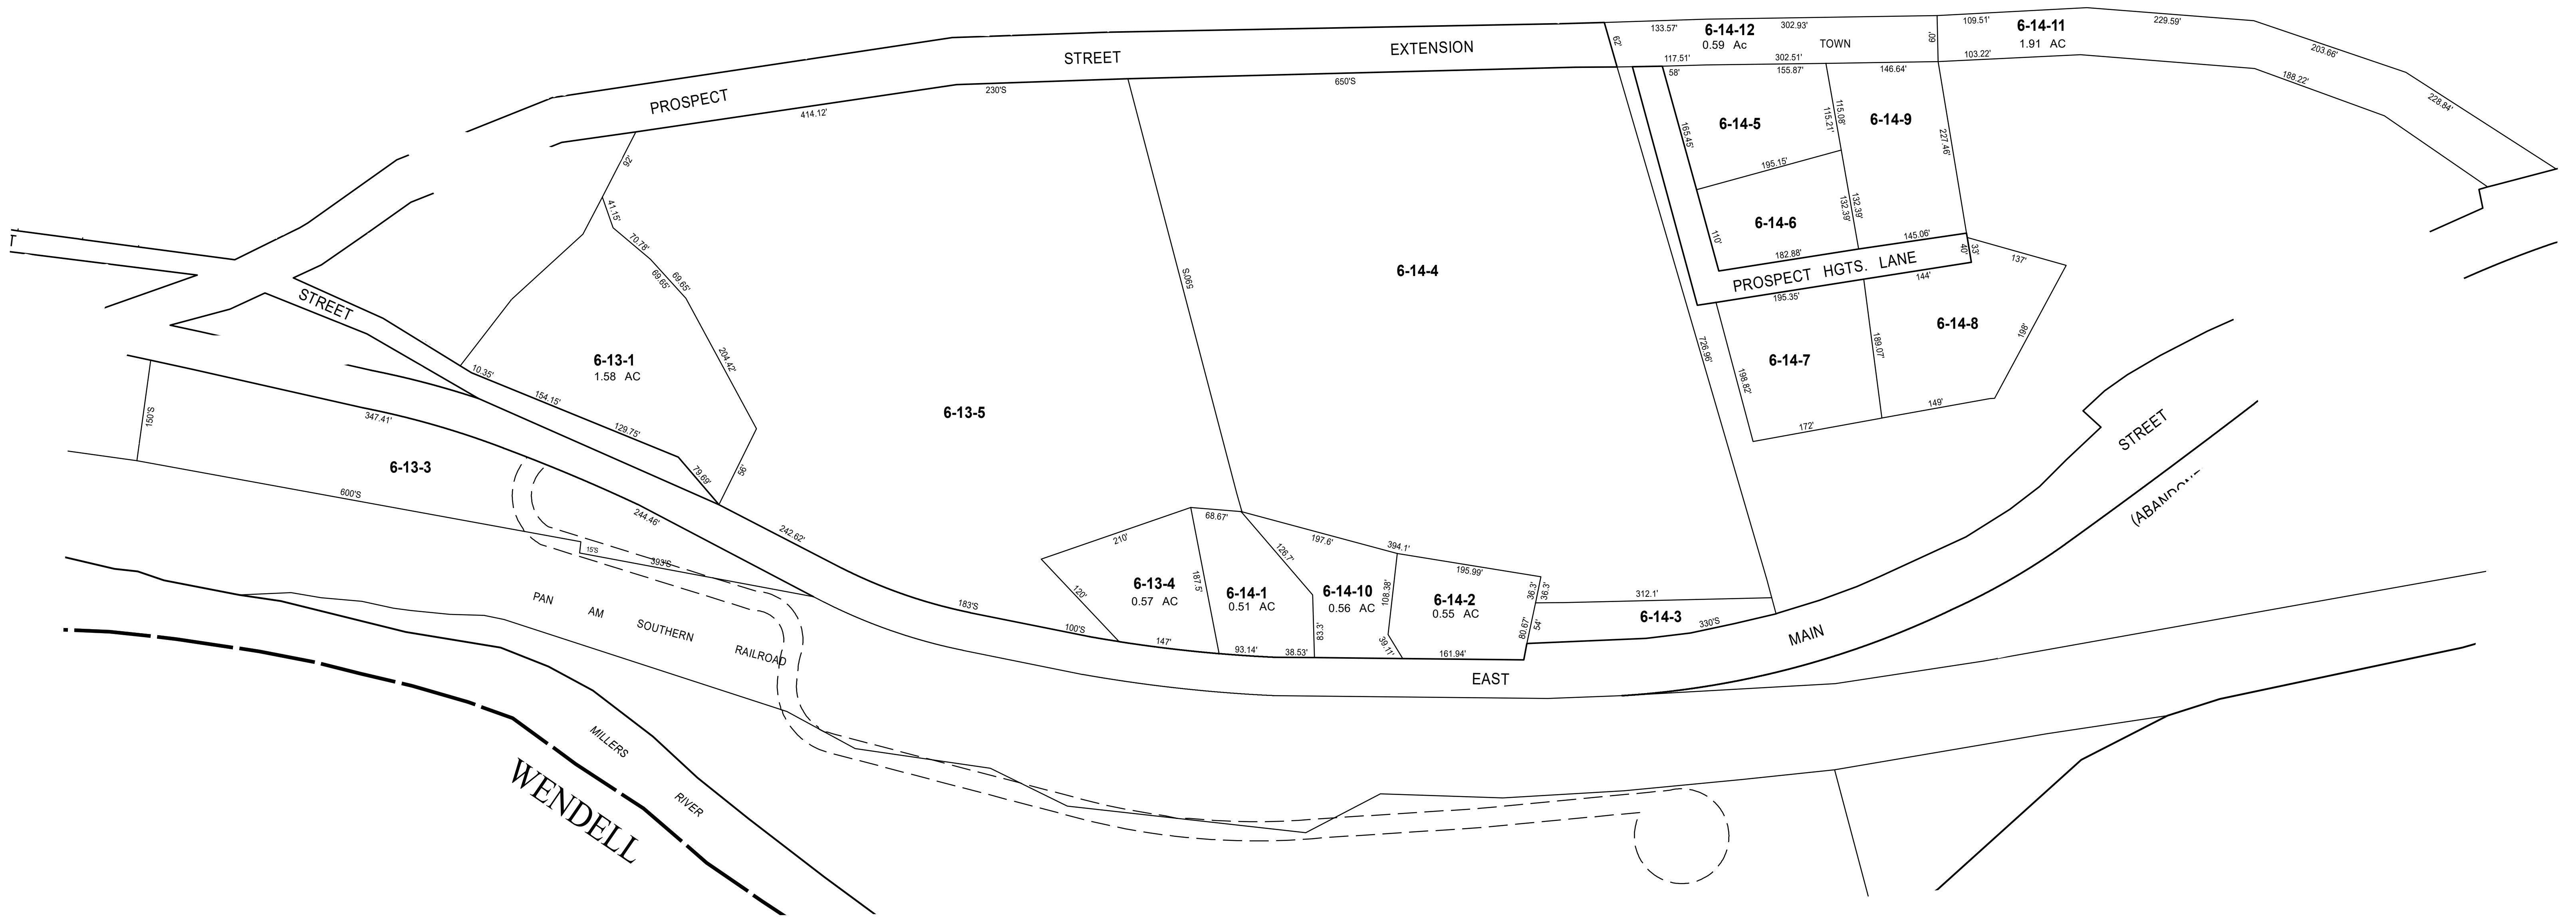 133.57'
6-14-12
302.93'
0.59 Ac
TOWN
60'
109.51'
6-14-11
1.91 AC
229.59'
203.66'
228.84'
62'
117.51'
302.51'
103.22'
188.22'
STREET
EXTENSION
PROSPECT
414.12'
230'S
650'S
58'
155.87'
146.64'
165.45'
6-14-5
115.21'
115.08'
6-14-9
227.46'
195.15'
92'
41.15'
70.78'
69.65'
69.65'
204.42'
110'
6-14-6
132.39'
132.39'
182.88'
145.06'
40'
33'
137'
PROSPECT HGTS. LANE
195.35'
144'
T
STREET
590'S
6-14-4
726.96'
198.82'
6-14-7
189.07'
6-14-8
198'
172'
149'
6-13-1
1.58 AC
10.35'
154.15'
129.75'
79.69'
56'
6-13-5
150'S
347.41'
6-13-3
600'S
244.46'
15'S
393'S
242.62'
183'S
100'S
210'
120'
6-13-4
0.57 AC
147'
68.67'
187.5'
6-14-1
0.51 AC
93.14'
126.7'
197.6'
394.1'
6-14-10
0.56 AC
38.53'
83.3'
108.38'
39.11'
195.99'
6-14-2
0.55 AC
161.94'
36.3'
36.3'
80.67'
54'
312.1'
6-14-3
330'S
STREET
MAIN
EAST
PAN AM SOUTHERN RAILROAD
MILLERS
RIVER
WENDELL